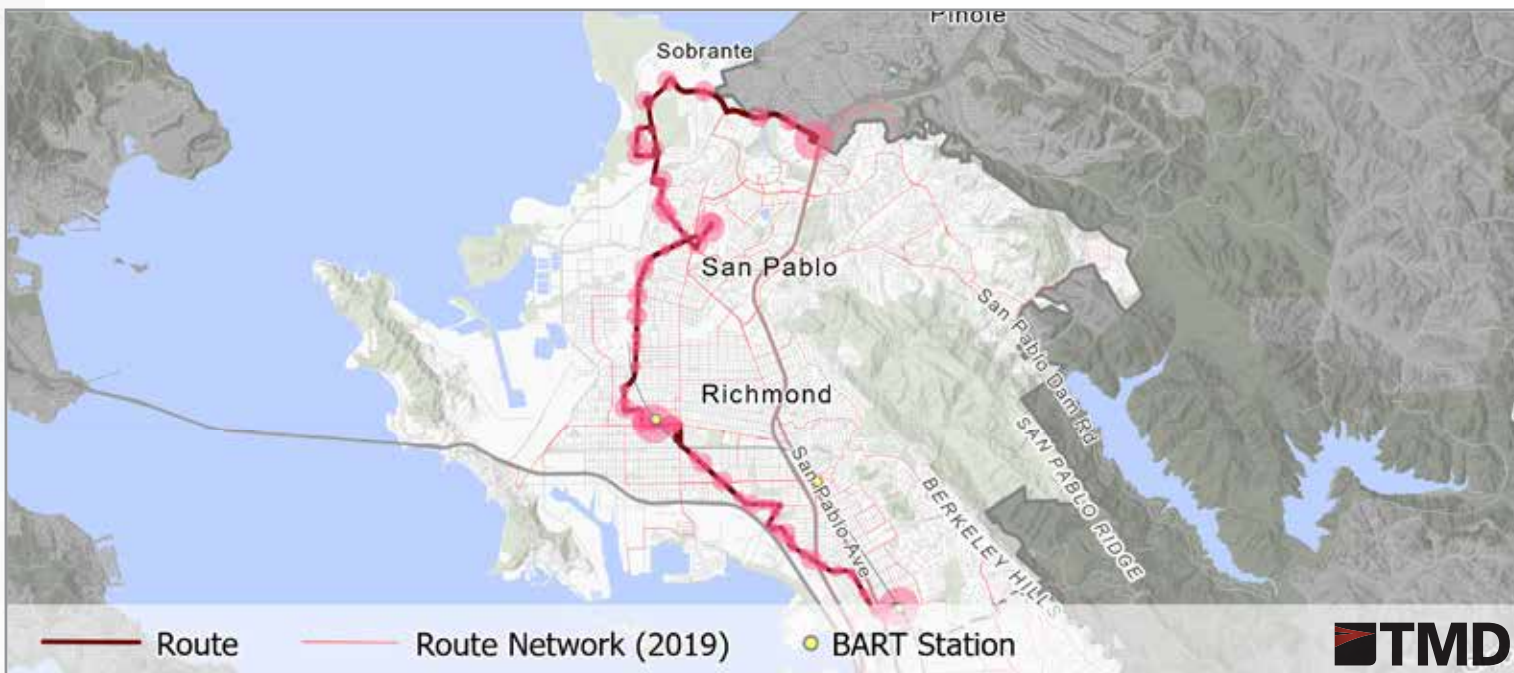 Pinole
Sobrante
San Pablo
San Pablo Dam Rd
Richmond
SAN PABLO RIDGE
San Pablo Ave
BERKELEY HILLS
Route
Route Network (2019)
BART Station
TMD